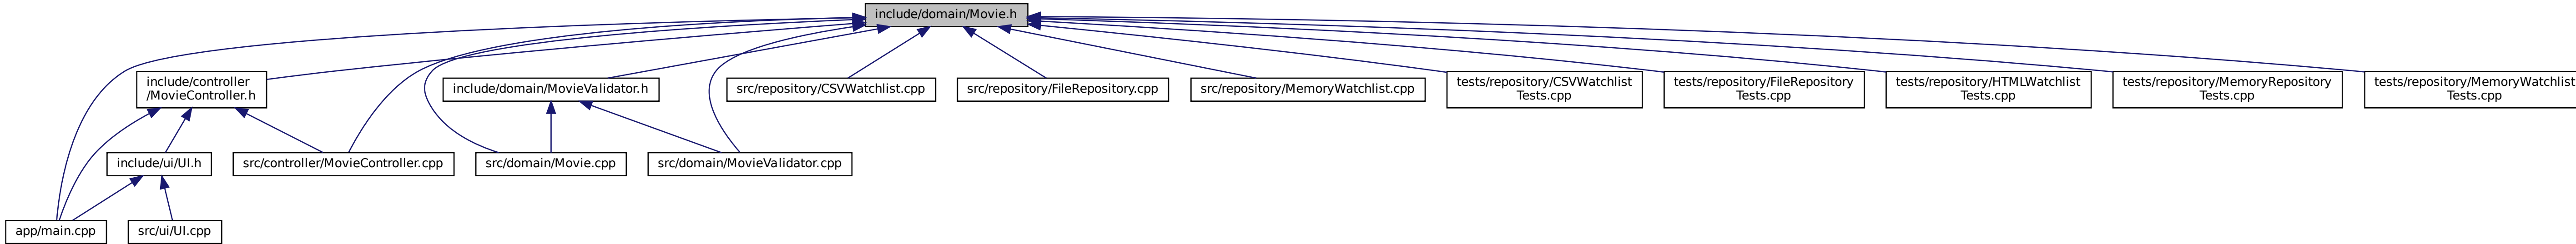 include/domain/Movie.h
include/controller
/MovieController.h
include/domain/MovieValidator.h
src/repository/CSVWatchlist.cpp
src/repository/FileRepository.cpp
src/repository/MemoryWatchlist.cpp
tests/repository/CSVWatchlist
Tests.cpp
tests/repository/FileRepository
Tests.cpp
tests/repository/HTMLWatchlist
Tests.cpp
tests/repository/MemoryRepository
Tests.cpp
tests/repository/MemoryWatchlist
Tests.cpp
include/ui/UI.h
src/controller/MovieController.cpp
src/domain/Movie.cpp
src/domain/MovieValidator.cpp
app/main.cpp
src/ui/UI.cpp